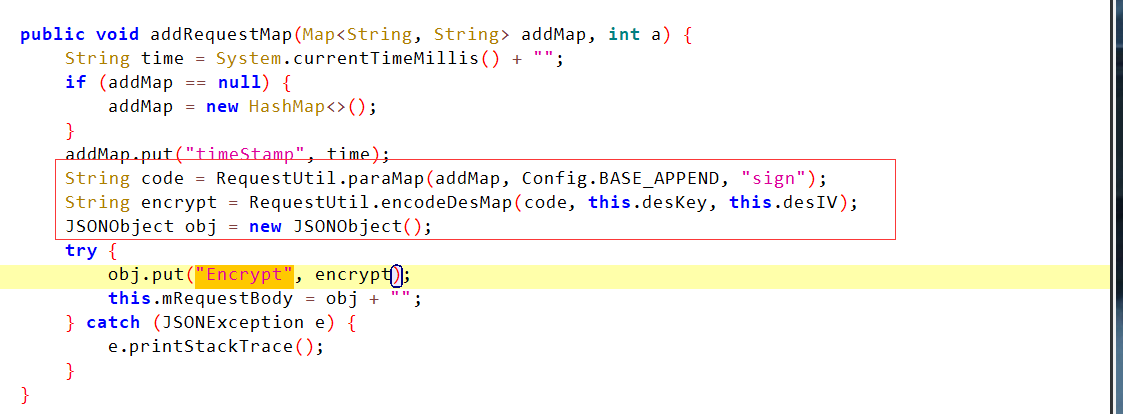 public void addRequestMap(Map<String, String> addMap, int a) {
String time = System.currentTimeMillis() + "";
if (addMap == null) {
addMap = new HashMap<>();
}
addMap.put("timeStamp", time);
String code = RequestUtil.paraMap(addMap, Config.BASE_APPEND, "sign");
String encrypt = RequestUtil.encodeDesMap(code, this.desKey, this.desIV);
JSONObject obj = new JSONObject();
try {
obj.put("Encrypt", encrypt);
this.mRequestBody = obj + "";
} catch (JSONException e) {
e.printStackTrace();
}
}